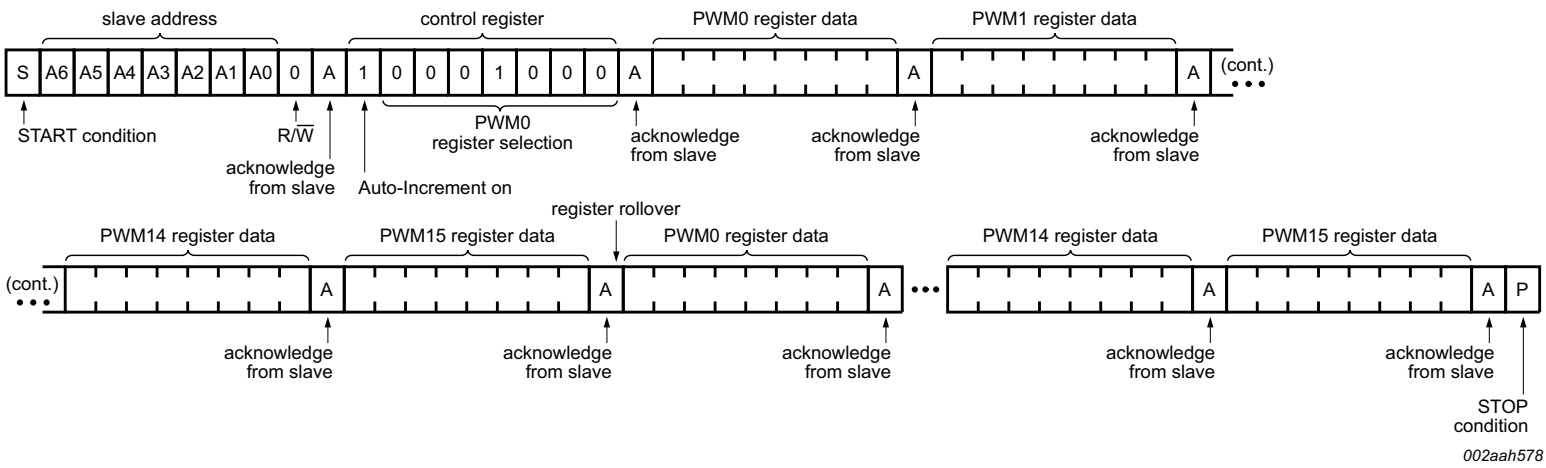 slave address
control register
PWM0 register data
PWM1 register data
S A6 A5 A4 A3 A2 A1 A0 0 A 1 0 0 0 1 0 0 0 A A A (cont.)
START condition
R/W
acknowledge
from slave
Auto-Increment on
PWM0
register selection
acknowledge
from slave
acknowledge
from slave
acknowledge
from slave
register rollover
PWM14 register data
PWM15 register data
PWM0 register data
PWM14 register data
PWM15 register data
(cont.) A A A A A P
acknowledge
from slave
acknowledge
from slave
acknowledge
from slave
acknowledge
from slave
acknowledge
from slave
STOP
condition
002aah578